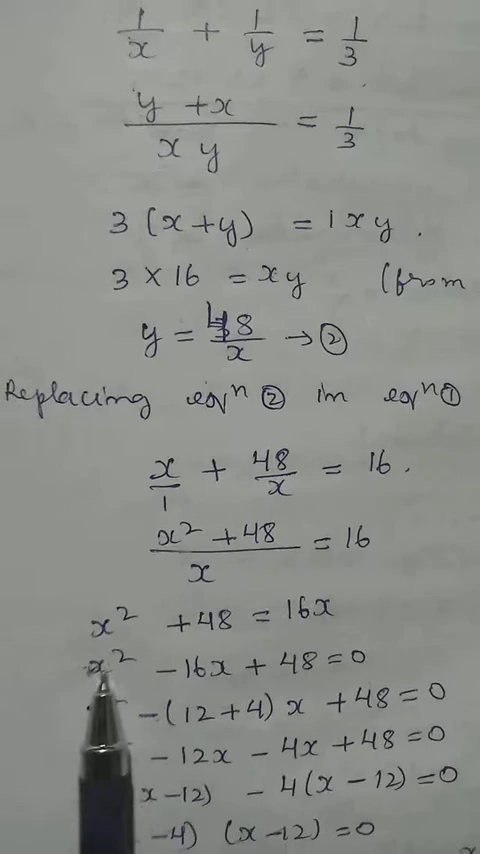 1/x + 1/y = 1/3
y + x / x y = 1/3
3 (x+y) = 1 x y .
3 × 16 = xy (from
y = 48/x → ②
Replacing eqⁿ ② in eqⁿ ①
x/1 + 48/x = 16 .
x² + 48 / x = 16
x² + 48 = 16x
x² - 16x + 48 = 0
- (12 + 4) x + 48 = 0
- 12x - 4x + 48 = 0
x - 12) - 4 (x - 12) = 0
- 4) (x - 12) = 0